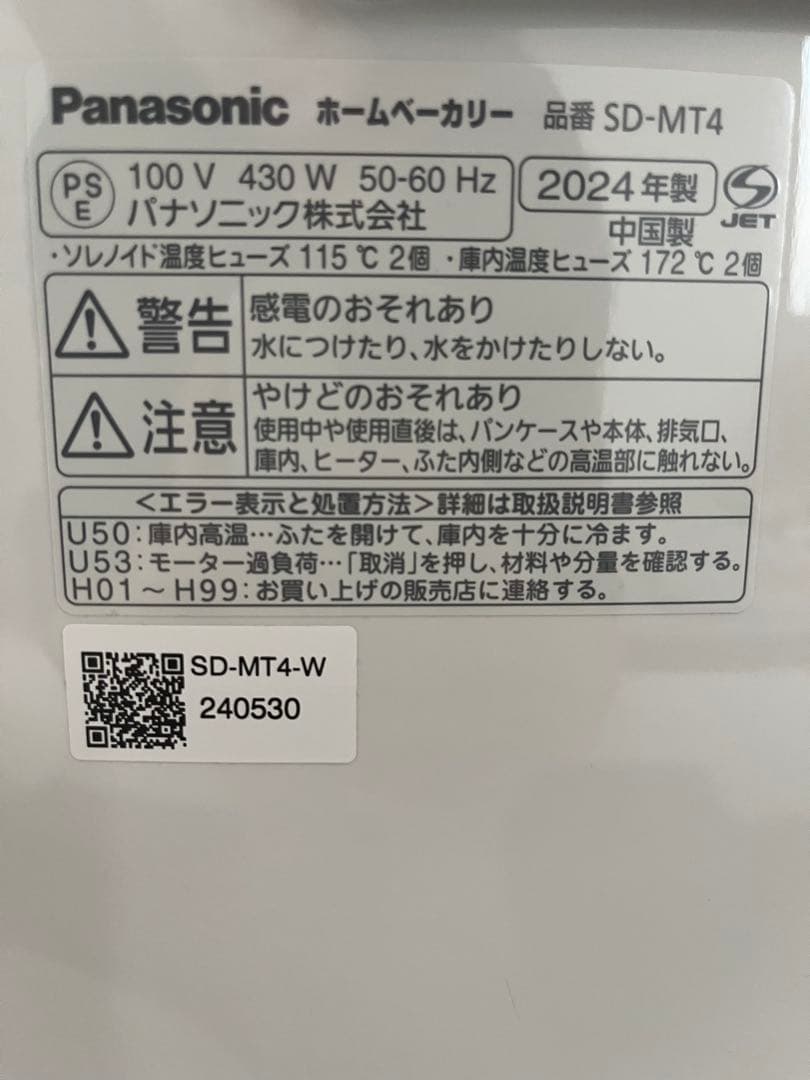 Panasonic ホームベーカリー 品番 SD-MT4
PS E 100 V 430 W 50-60 Hz 2024年製 JET
パナソニック株式会社 中国製
・ソレノイド温度ヒューズ 115 ℃ 2個 ・庫内温度ヒューズ 172 ℃ 2個
警告 感電のおそれあり
水につけたり、水をかけたりしない。
注意 やけどのおそれあり
使用中や使用直後は、パンケースや本体、排気口、
庫内、ヒーター、ふた内側などの高温部に触れない。
<エラー表示と処置方法>詳細は取扱説明書参照
U50:庫内高温…ふたを開けて、庫内を十分に冷ます。
U53:モーター過負荷…「取消」を押し、材料や分量を確認する。
H01~H99:お買い上げの販売店に連絡する。
SD-MT4-W
240530